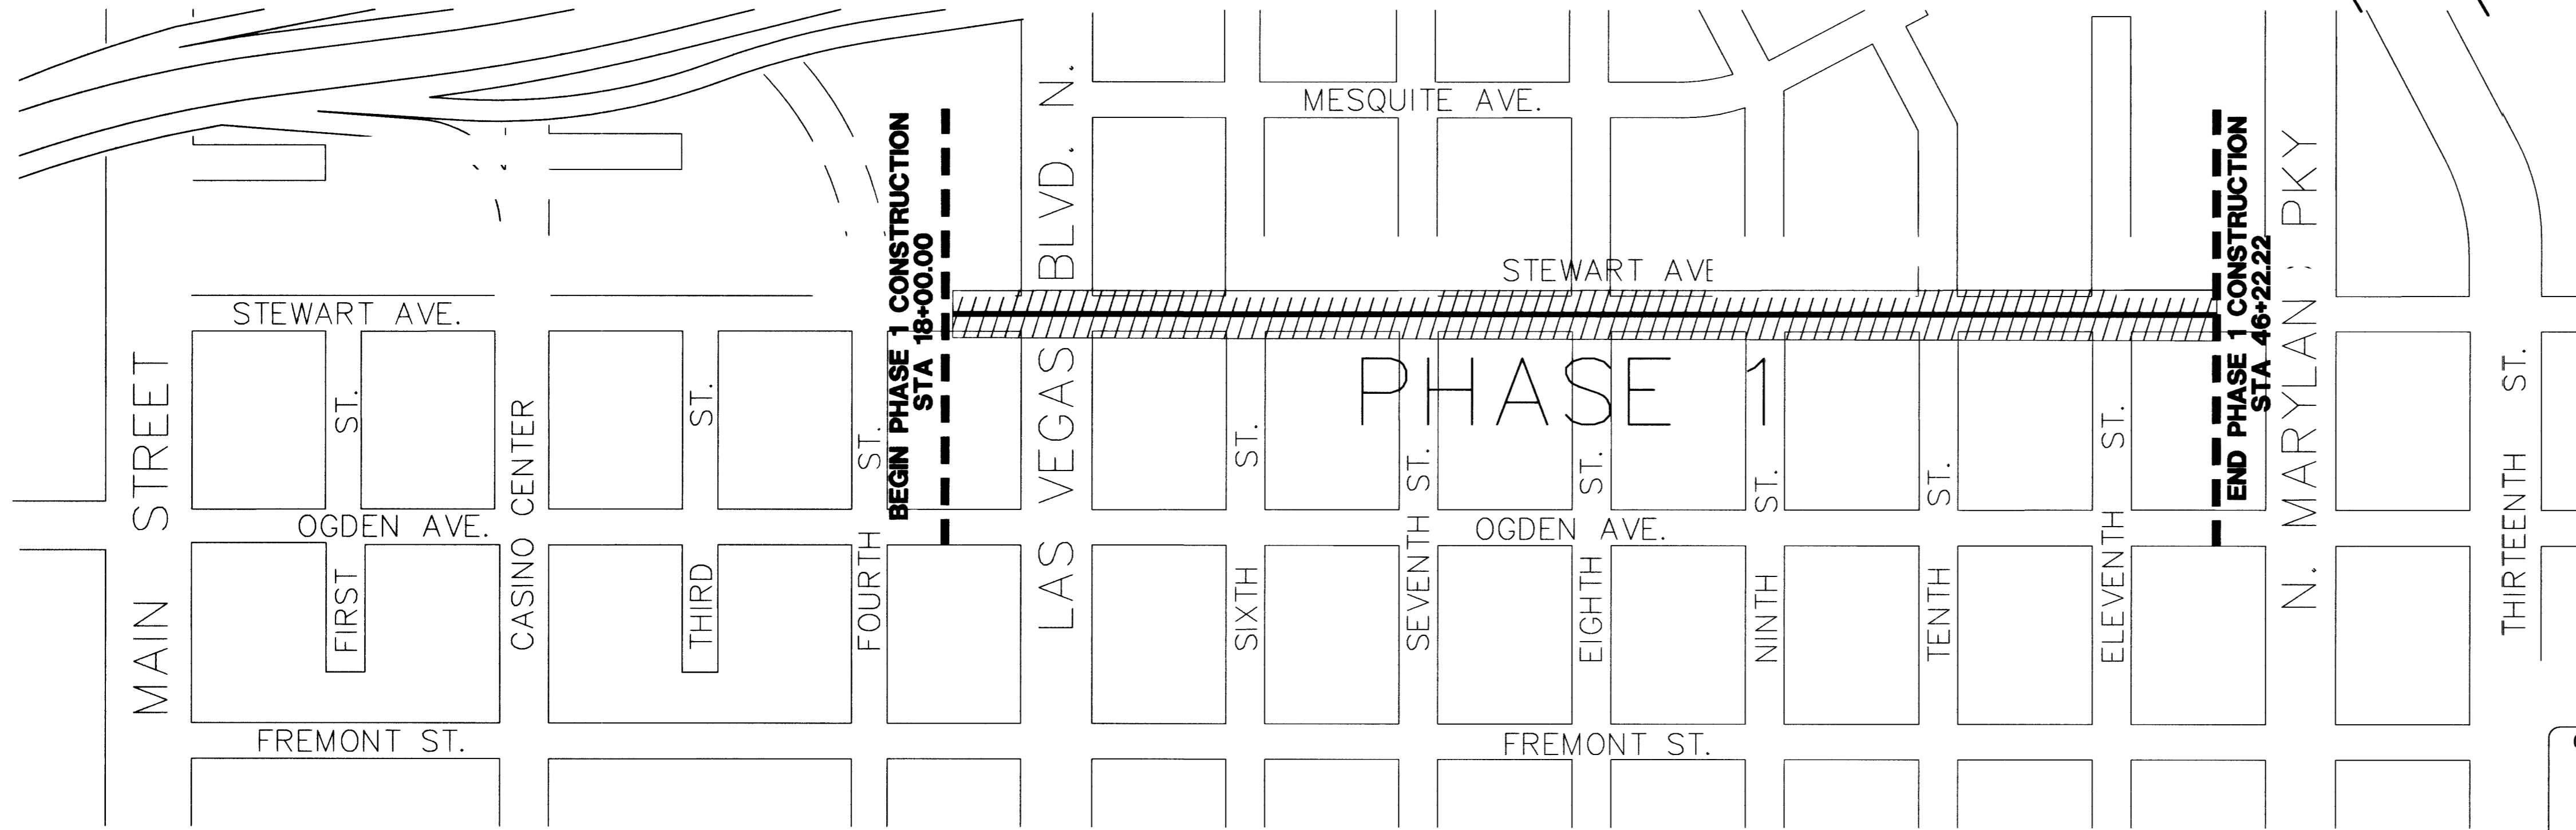 MESQUITE AVE.
LAS VEGAS BLVD. N.
BEGIN PHASE 1 CONSTRUCTION
STA 18+00.00
END PHASE 1 CONSTRUCTION
STA 46+22.22
N. MARYLAN PKY
STEWART AVE
STEWART AVE.
PHASE 1
MAIN STREET
FIRST ST.
CASINO CENTER
THIRD ST.
FOURTH ST.
SIXTH ST.
SEVENTH ST.
EIGHTH ST.
NINTH ST.
TENTH ST.
ELEVENTH ST.
THIRTEENTH ST.
OGDEN AVE.
OGDEN AVE.
FREMONT ST.
FREMONT ST.